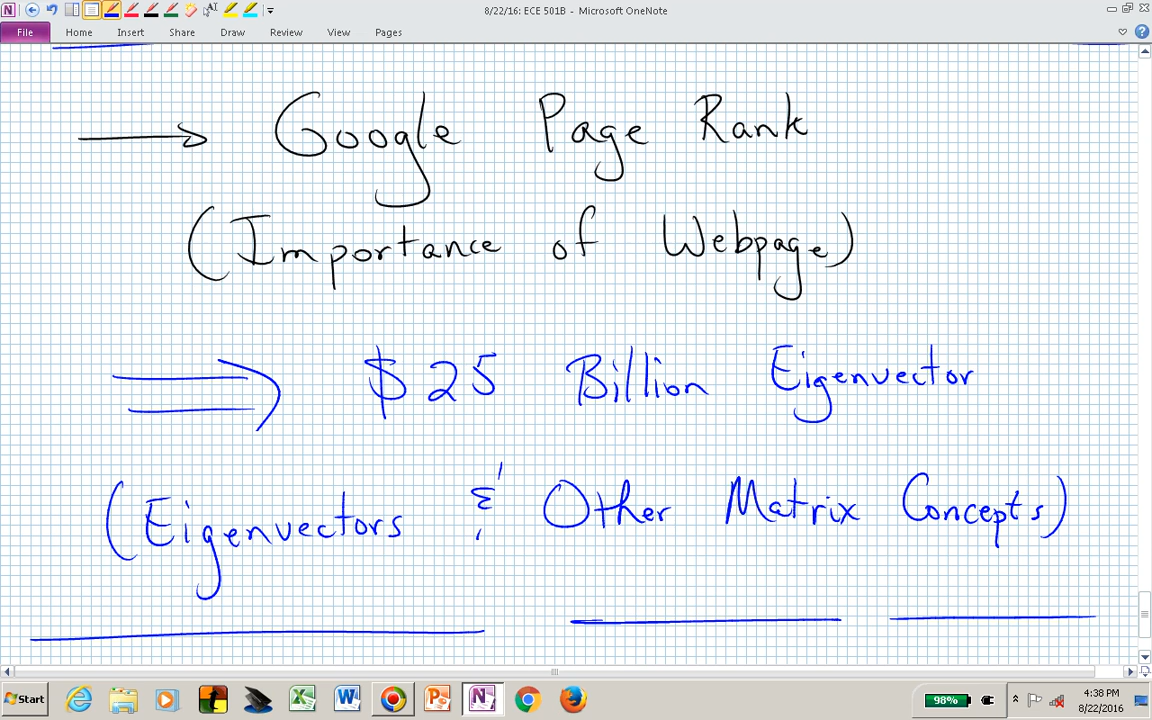 8/22/16: ECE 501B - Microsoft OneNote
File Home Insert Share Draw Review View Pages
Google Page Rank
(Importance of Webpage)
$25 Billion Eigenvector
(Eigenvectors & Other Matrix Concepts)
Start 98% 4:38 PM
8/22/2016